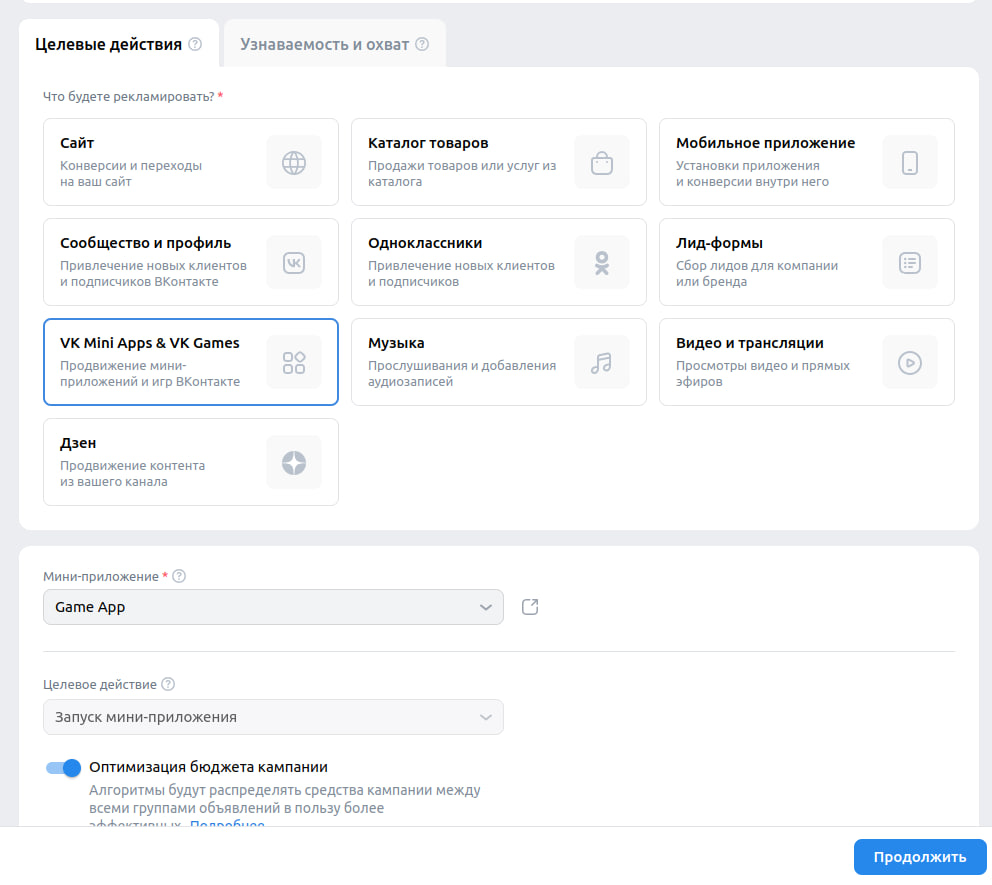 Целевые действия
Узнаваемость и охват
Что будете рекламировать? *
Сайт
Конверсии и переходы
на ваш сайт
Каталог товаров
Продажи товаров или услуг из
каталога
Мобильное приложение
Установки приложения
и конверсии внутри него
Сообщество и профиль
Привлечение новых клиентов
и подписчиков ВКонтакте
Одноклассники
Привлечение новых клиентов
и подписчиков
Лид-формы
Сбор лидов для компании
или бренда
VK Mini Apps & VK Games
Продвижение мини-
приложений и игр ВКонтакте
Музыка
Прослушивания и добавления
аудиозаписей
Видео и трансляции
Просмотры видео и прямых
эфиров
Дзен
Продвижение контента
из вашего канала
Мини-приложение *
Game App
Целевое действие
Запуск мини-приложения
Оптимизация бюджета кампании
Алгоритмы будут распределять средства кампании между
всеми группами объявлений в пользу более
эффективных. Подробнее
Продолжить